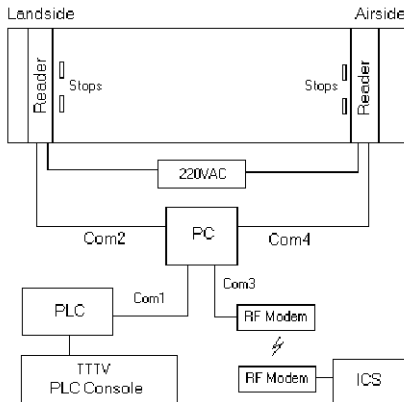 Landside
Airside
Reader
Stops
Stops
Reader
220VAC
Com2
PC
Com4
Com1
Com3
PLC
RF Modem
TTTV
PLC Console
RF Modem
ICS